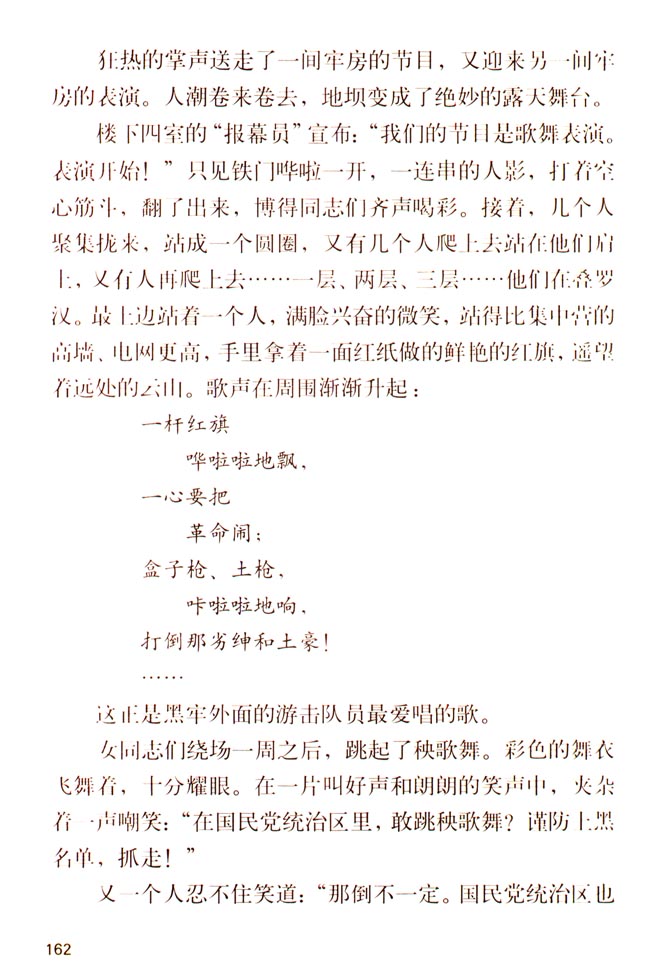 狂热的掌声送走了一间牢房的节目，又迎来另一间牢
房的表演。人潮卷来卷去，地坝变成了绝妙的露天舞台。
楼下四室的“报幕员”宣布：“我们的节目是歌舞表演。
表演开始！”只见铁门哗啦一开，一连串的人影，打着空
心筋斗，翻了出来，博得同志们齐声喝彩。接着，几个人
聚集拢来，站成一个圆圈，又有几个人爬上去站在他们肩
上，又有人再爬上去……一层、两层、三层……他们在叠罗
汉。最上边站着一个人，满脸兴奋的微笑，站得比集中营的
高墙、电网更高，手里拿着一面红纸做的鲜艳的红旗，遥望
着远处的云山。歌声在周围渐渐升起：
一杆红旗
哗啦啦地飘，
一心要把
革命闹；
盒子枪、土枪，
咔啦啦地响，
打倒那劣绅和土豪！
……
这正是黑牢外面的游击队员最爱唱的歌。
女同志们绕场一周之后，跳起了秧歌舞。彩色的舞衣
飞舞着，十分耀眼。在一片叫好声和朗朗的笑声中，夹杂
着一声嘲笑：“在国民党统治区里，敢跳秧歌舞？谨防上黑
名单，抓走！”
又一个人忍不住笑道：“那倒不一定。国民党统治区也
162